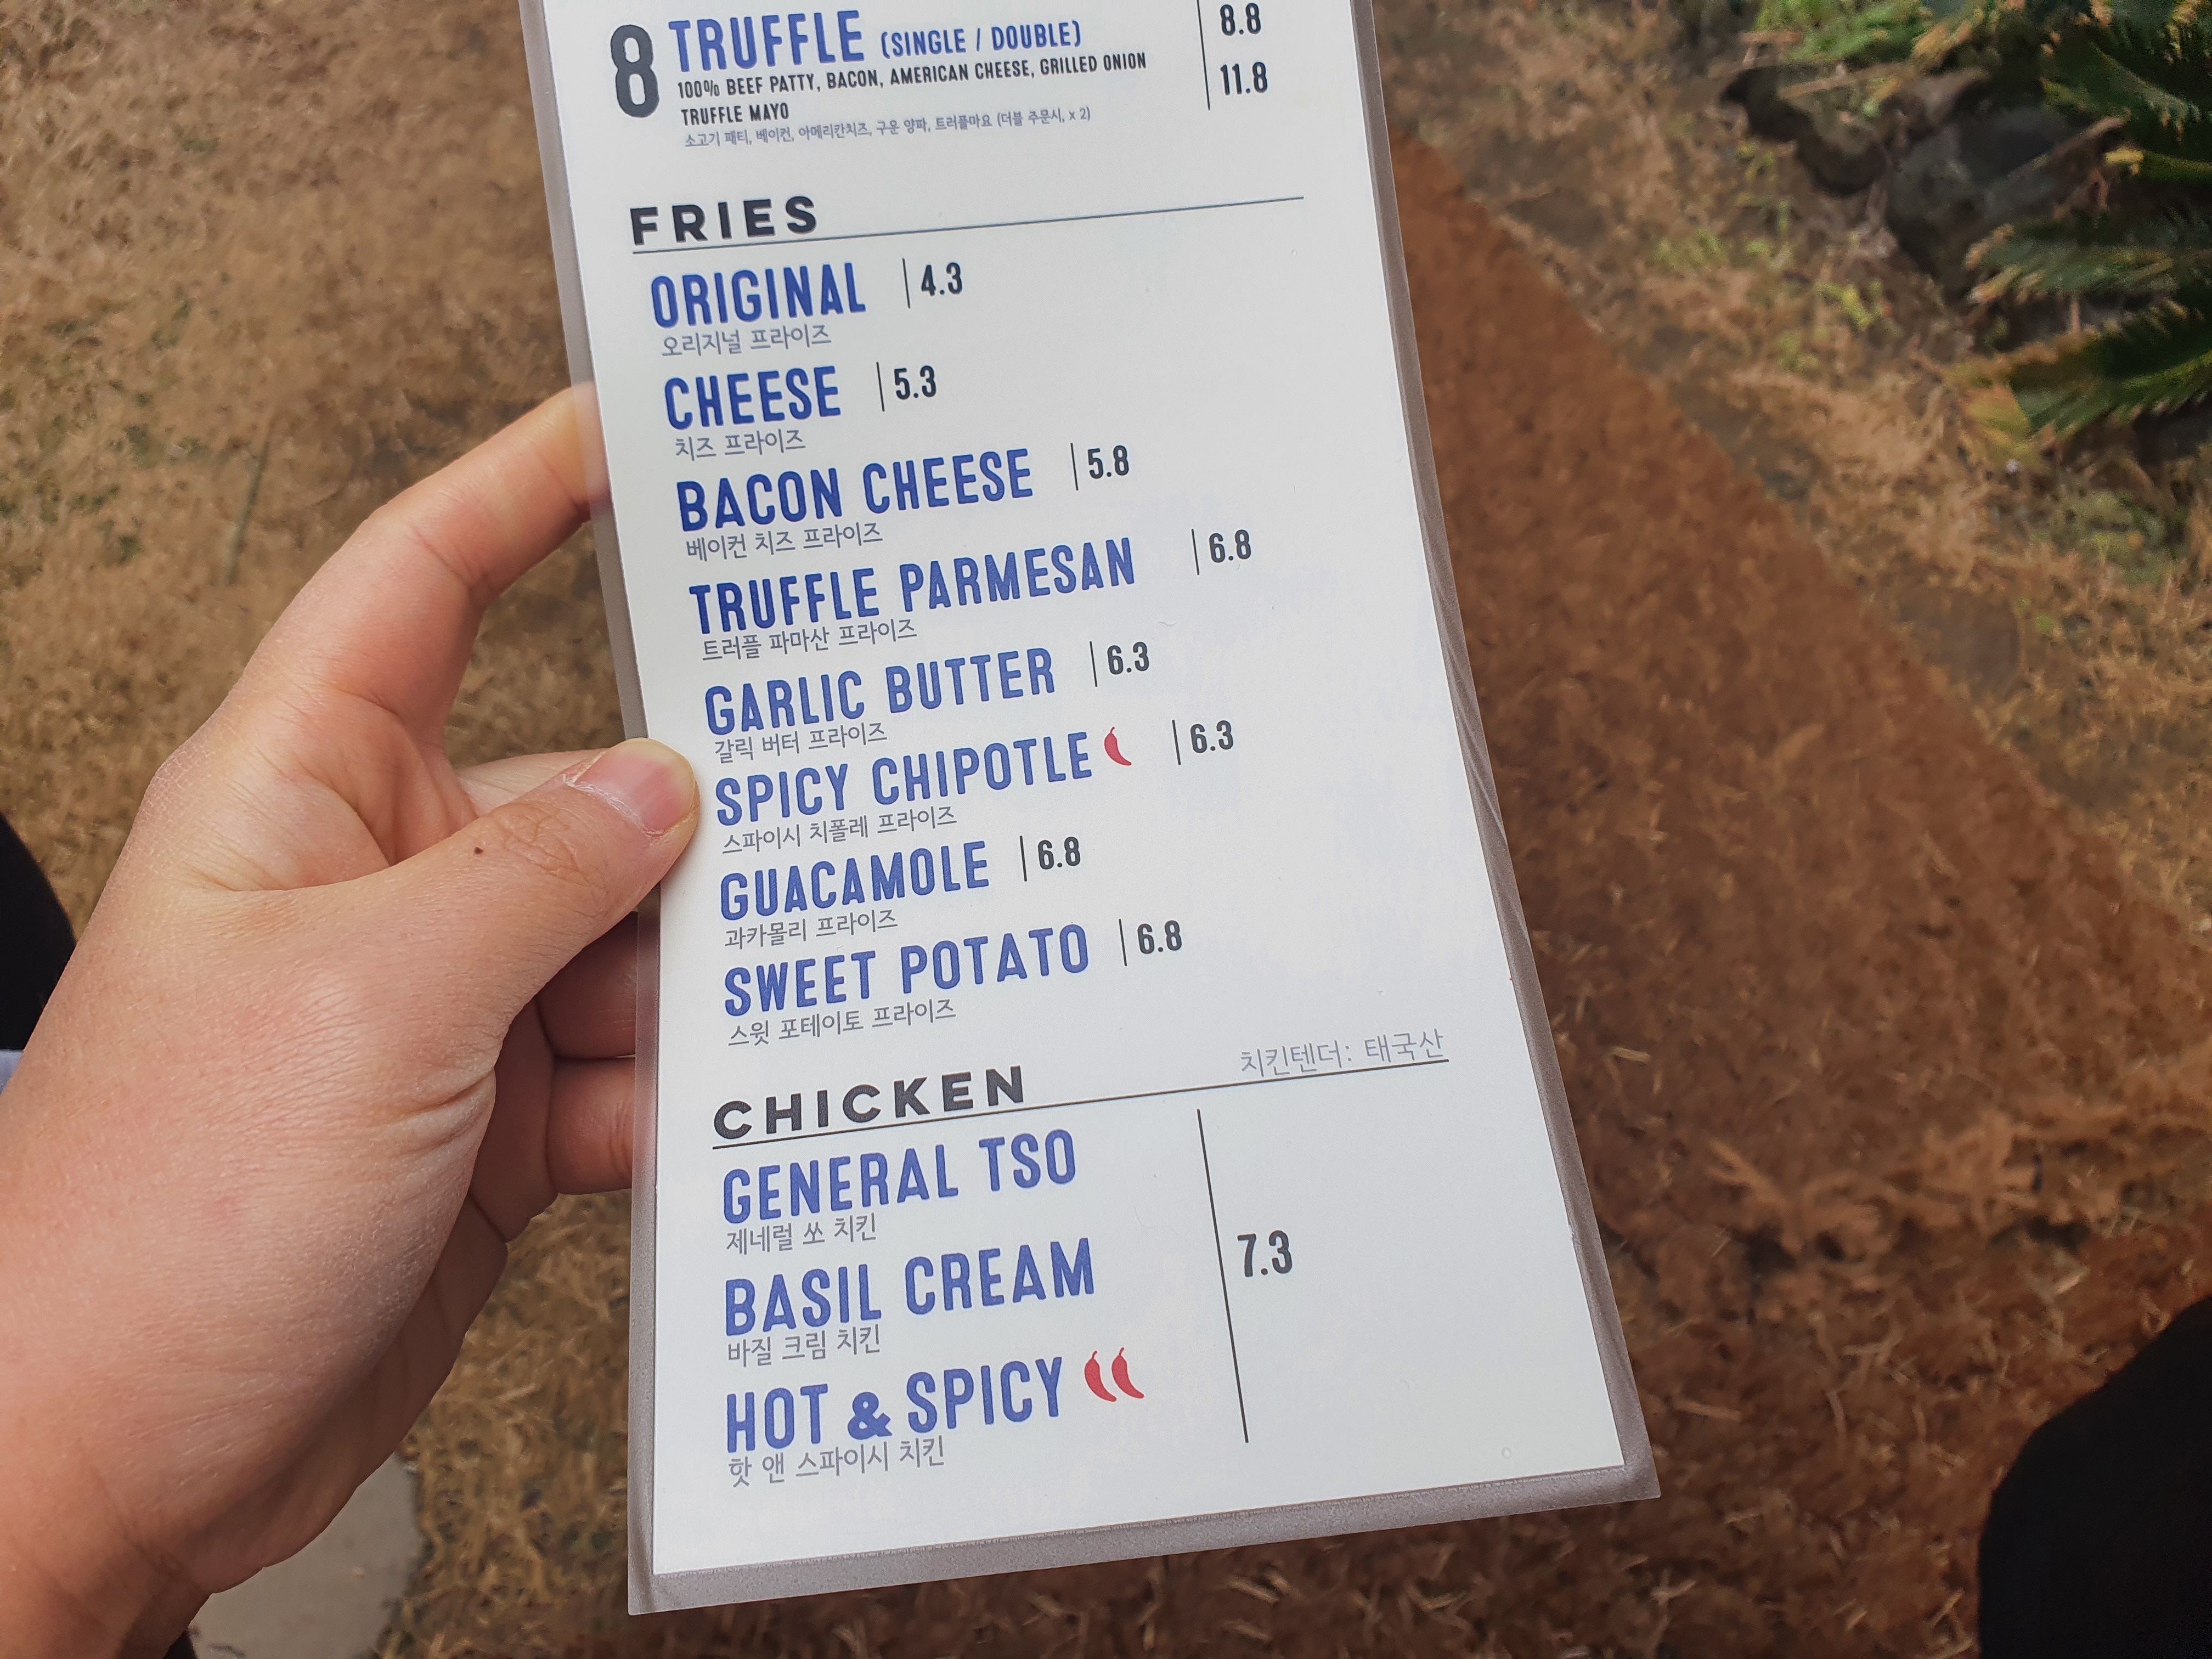 8 TRUFFLE (SINGLE / DOUBLE) 8.8
100% BEEF PATTY, BACON, AMERICAN CHEESE, GRILLED ONION 11.8
TRUFFLE MAYO
소고기 패티, 베이컨, 아메리칸치즈, 구운 양파, 트러플마요 (더블 주문시, x 2)
FRIES
ORIGINAL | 4.3
오리지널 프라이즈
CHEESE | 5.3
치즈 프라이즈
BACON CHEESE | 5.8
베이컨 치즈 프라이즈
TRUFFLE PARMESAN | 6.8
트러플 파마산 프라이즈
GARLIC BUTTER | 6.3
갈릭 버터 프라이즈
SPICY CHIPOTLE | 6.3
스파이시 치폴레 프라이즈
GUACAMOLE | 6.8
과카몰리 프라이즈
SWEET POTATO | 6.8
스윗 포테이토 프라이즈
CHICKEN 치킨텐더: 태국산
GENERAL TSO
제네럴 쏘 치킨
BASIL CREAM 7.3
바질 크림 치킨
HOT & SPICY
핫 앤 스파이시 치킨